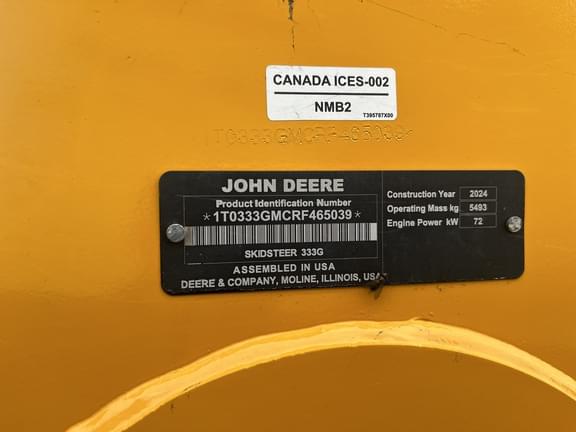 CANADA ICES-002
NMB2
T395787X00
1T0333GMCRF465039
JOHN DEERE
Product Identification Number
*1T0333GMCRF465039*
SKIDSTEER 333G
ASSEMBLED IN USA
DEERE & COMPANY, MOLINE, ILLINOIS, USA
Construction Year 2024
Operating Mass kg 5493
Engine Power kW 72